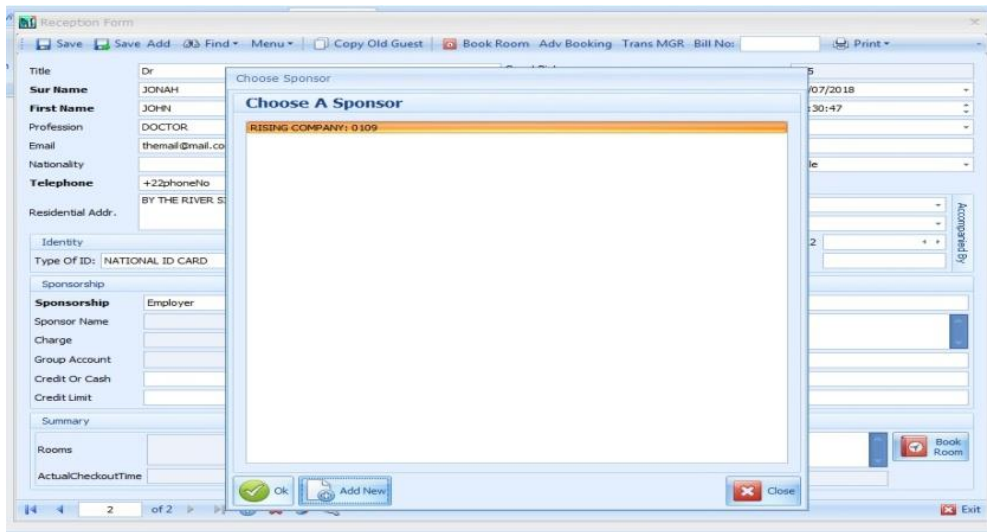 Reception Form
Save Save Add Find Menu Copy Old Guest Book Room Adv Booking Trans MGR Bill No: Print
Title Dr
Sur Name JONAH /07/2018
First Name JOHN :30:47
Profession DOCTOR
Email themail@mail.co
Nationality le
Telephone +22phoneNo
Residential Addr. BY THE RIVER S
Identity
Type Of ID: NATIONAL ID CARD
Accompanied By
Sponsorship
Sponsorship Employer
Sponsor Name
Charge
Group Account
Credit Or Cash
Credit Limit
Summary
Rooms
Book Room
ActualCheckoutTime
2 of 2
Exit
Choose Sponsor
Choose A Sponsor
RISING COMPANY: 0109
Ok Add New Close